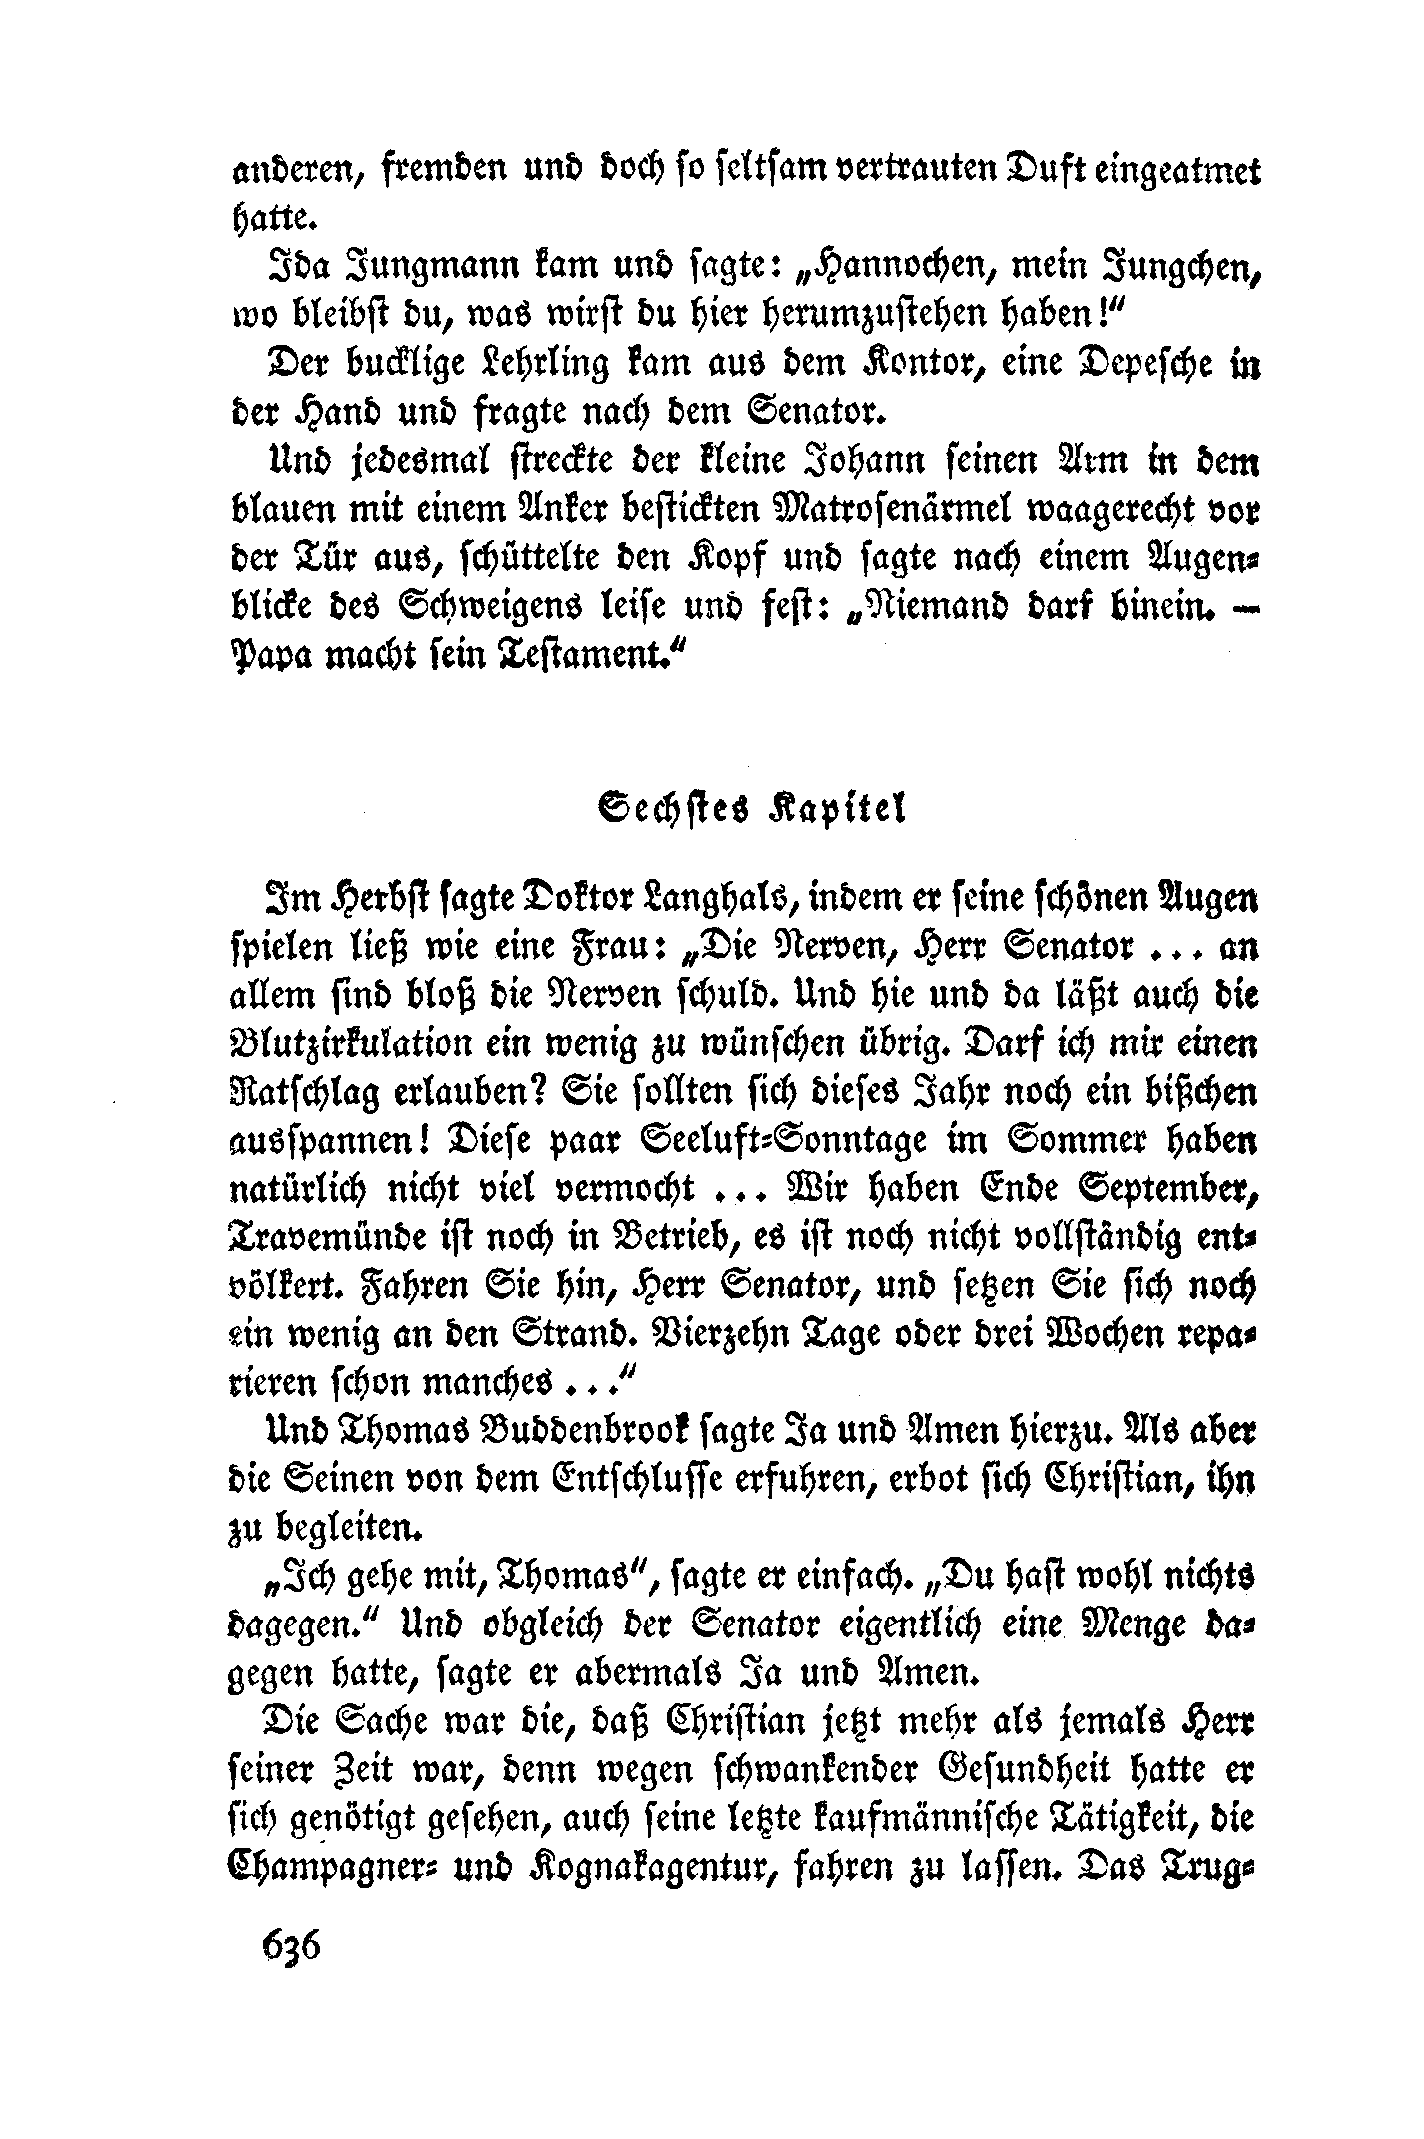 anderen, fremden und doch so seltsam vertrauten Duft eingeatmet
hatte.
Ida Jungmann kam und sagte: „Hannochen, mein Jungchen,
wo bleibst du, was wirst du hier herumzustehen haben!“
Der bucklige Lehrling kam aus dem Kontor, eine Depesche in
der Hand und fragte nach dem Senator.
Und jedesmal streckte der kleine Johann seinen Arm in dem
blauen mit einem Anker bestickten Matrosenärmel waagerecht vor
der Tür aus, schüttelte den Kopf und sagte nach einem Augen-
blicke des Schweigens leise und fest: „Niemand darf hinein. —
Papa macht sein Testament.“
Sechstes Kapitel
Im Herbst sagte Doktor Langhals, indem er seine schönen Augen
spielen ließ wie eine Frau: „Die Nerven, Herr Senator ... an
allem sind bloß die Nerven schuld. Und hie und da läßt auch die
Blutzirkulation ein wenig zu wünschen übrig. Darf ich mir einen
Ratschlag erlauben? Sie sollten sich dieses Jahr noch ein bißchen
ausspannen! Diese paar Seeluft-Sonntage im Sommer haben
natürlich nicht viel vermocht ... Wir haben Ende September,
Travemünde ist noch in Betrieb, es ist noch nicht vollständig ent-
völkert. Fahren Sie hin, Herr Senator, und setzen Sie sich noch
ein wenig an den Strand. Vierzehn Tage oder drei Wochen repa-
rieren schon manches ...“
Und Thomas Buddenbrook sagte Ja und Amen hierzu. Als aber
die Seinen von dem Entschlusse erfuhren, erbot sich Christian, ihn
zu begleiten.
„Ich gehe mit, Thomas“, sagte er einfach. „Du hast wohl nichts
dagegen.“ Und obgleich der Senator eigentlich eine Menge da-
gegen hatte, sagte er abermals Ja und Amen.
Die Sache war die, daß Christian jetzt mehr als jemals Herr
seiner Zeit war, denn wegen schwankender Gesundheit hatte er
sich genötigt gesehen, auch seine letzte kaufmännische Tätigkeit, die
Champagner- und Kognakagentur, fahren zu lassen. Das Trug-
636